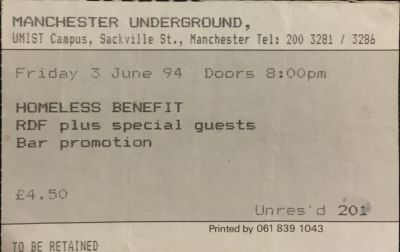 MANCHESTER UNDERGROUND,
UMIST Campus, Sackville St., Manchester Tel: 200 3281 / 3286
Friday 3 June 94 Doors 8:00pm
HOMELESS BENEFIT
RDF plus special guests
Bar promotion
£4.50
Unres'd 201
Printed by 061 839 1043
TO BE RETAINED